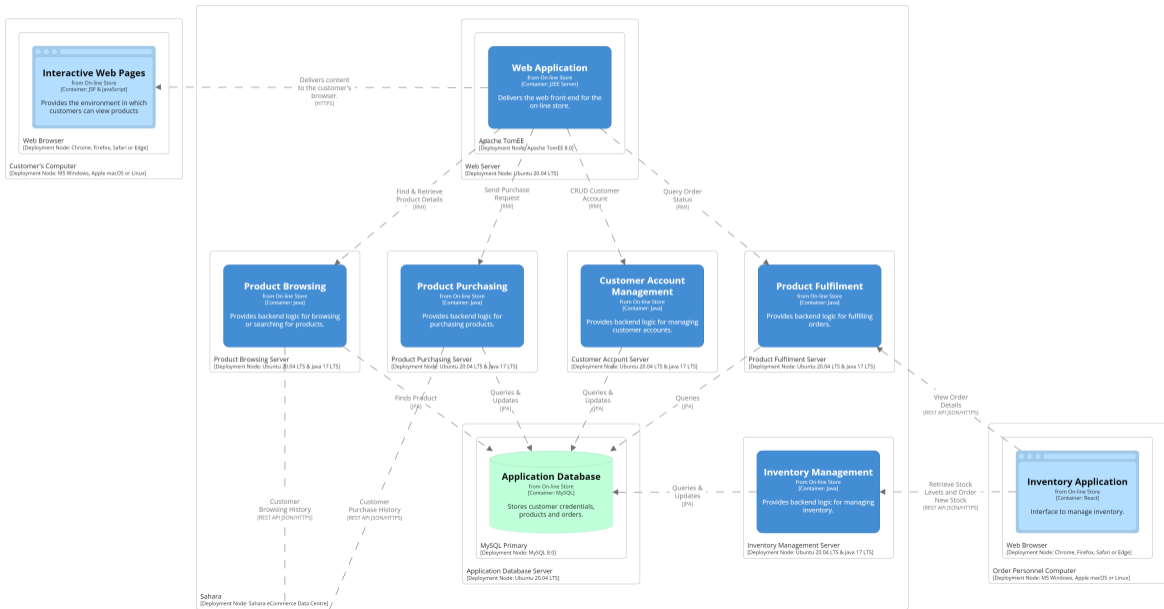 Interactive Web Pages
from On-line Store
[Container: JSP & JavaScript]
Provides the environment in which
customers can view products
Web Browser
[Deployment Node: Chrome, Firefox, Safari or Edge]
Customer's Computer
[Deployment Node: MS Windows, Apple macOS or Linux]
Delivers content
to the customer's
browser.
[HTTPS]
Web Application
from On-line Store
[Container: J2EE Server]
Delivers the web front-end for the
on-line store.
Apache TomEE
[Deployment Node: Apache TomEE 8.0]
Web Server
[Deployment Node: Ubuntu 20.04 LTS]
Find & Retrieve
Product Details
[RMI]
Send Purchase
Request
[RMI]
CRUD Customer
Account
[RMI]
Query Order
Status
[RMI]
Product Browsing
from On-line Store
[Container: Java]
Provides backend logic for browsing
or searching for products.
Product Browsing Server
[Deployment Node: Ubuntu 20.04 LTS & Java 17 LTS]
Product Purchasing
from On-line Store
[Container: Java]
Provides backend logic for
purchasing products.
Product Purchasing Server
[Deployment Node: Ubuntu 20.04 LTS & Java 17 LTS]
Customer Account
Management
from On-line Store
[Container: Java]
Provides backend logic for managing
customer accounts.
Customer Account Server
[Deployment Node: Ubuntu 20.04 LTS & Java 17 LTS]
Product Fulfilment
from On-line Store
[Container: Java]
Provides backend logic for fulfilling
orders.
Product Fulfilment Server
[Deployment Node: Ubuntu 20.04 LTS & Java 17 LTS]
Finds Product
[JPA]
Queries &
Updates
[JPA]
Queries &
Updates
[JPA]
Queries
[JPA]
View Order
Details
[REST API JSON/HTTPS]
Customer
Browsing History
[REST API JSON/HTTPS]
Customer
Purchase History
[REST API JSON/HTTPS]
Application Database
from On-line Store
[Container: MySQL]
Stores customer credentials,
products and orders.
MySQL Primary
[Deployment Node: MySQL 8.0]
Application Database Server
[Deployment Node: Ubuntu 20.04 LTS]
Queries &
Updates
[JPA]
Inventory Management
from On-line Store
[Container: Java]
Provides backend logic for managing
inventory.
Inventory Management Server
[Deployment Node: Ubuntu 20.04 LTS & Java 17 LTS]
Retrieve Stock
Levels and Order
New Stock
[REST API JSON/HTTPS]
Inventory Application
from On-line Store
[Container: React]
Interface to manage inventory.
Web Browser
[Deployment Node: Chrome, Firefox, Safari or Edge]
Order Personnel Computer
[Deployment Node: MS Windows, Apple macOS or Linux]
Sahara
[Deployment Node: Sahara eCommerce Data Centre]